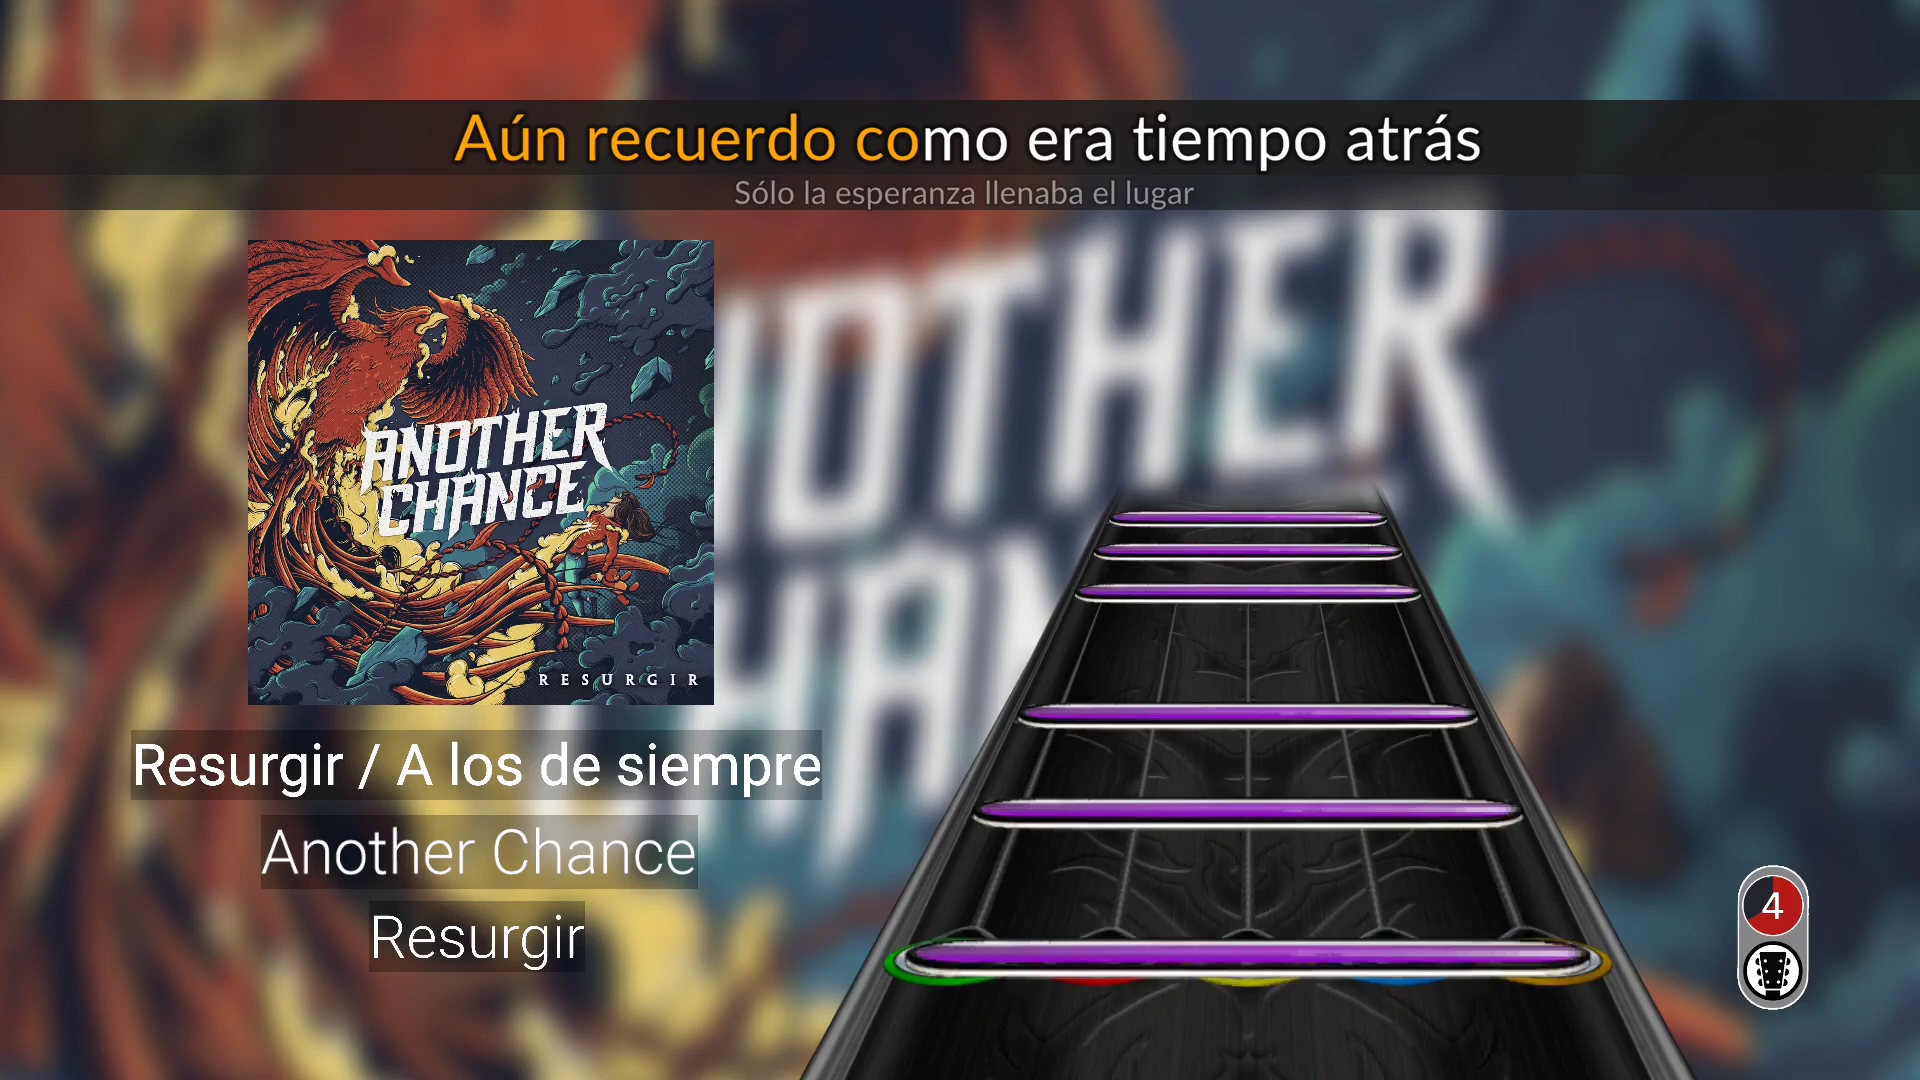 Aún recuerdo como era tiempo atrás
Sólo la esperanza llenaba el lugar
ANOTHER
CHANCE
RESURGIR
Resurgir / A los de siempre
Another Chance
Resurgir
4